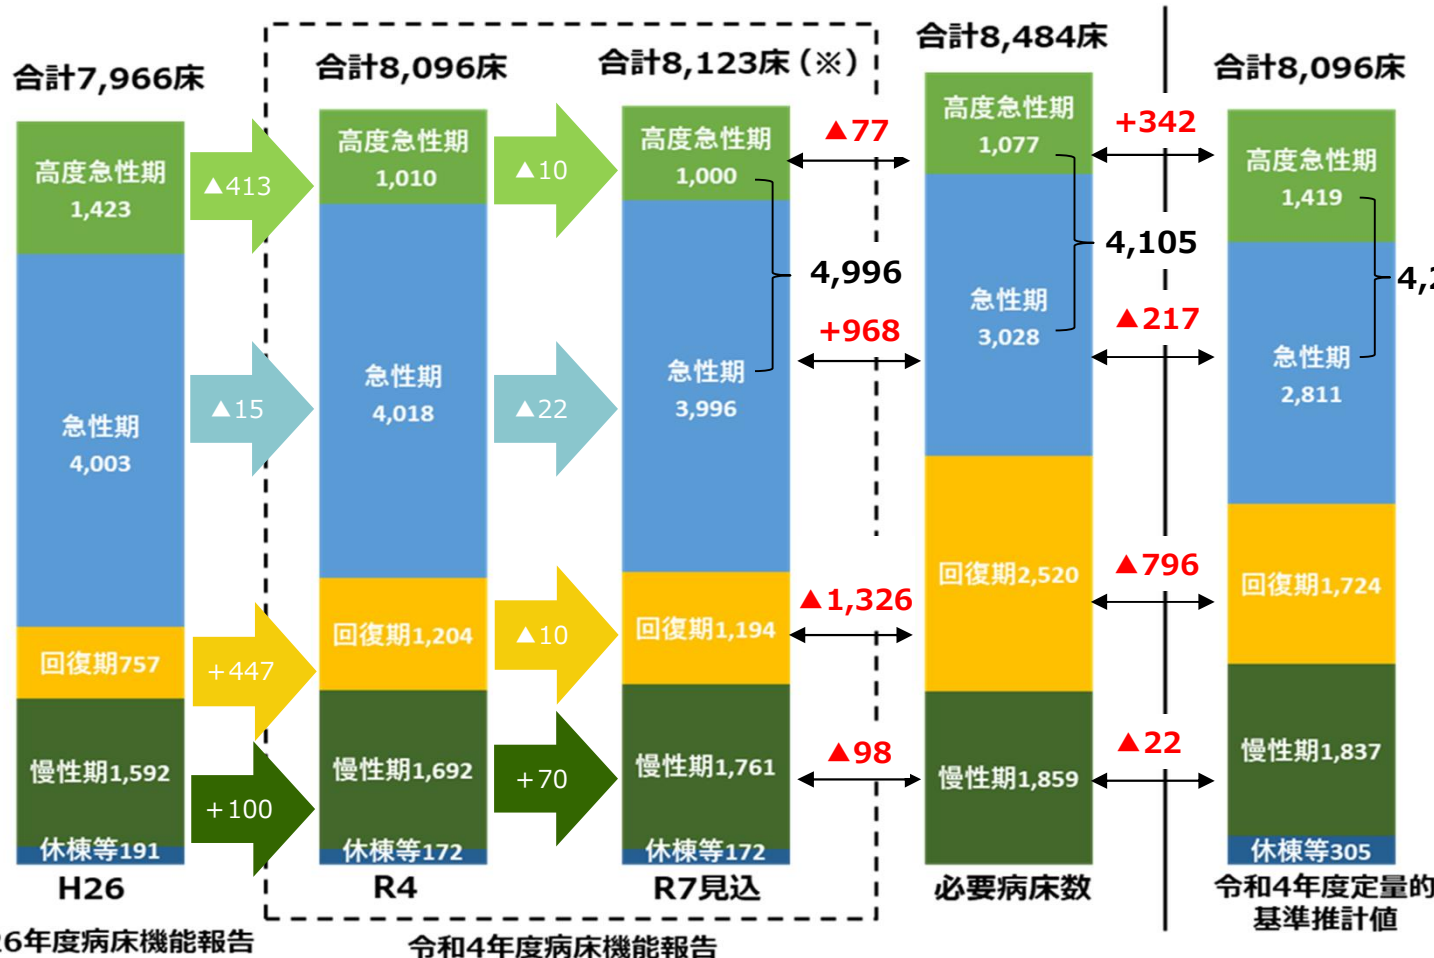 合計7,966床
高度急性期
1,423
急性期
4,003
回復期757
慢性期1,592
休棟等191
H26
6年度病床機能報告
▲413
▲15
+447
+100
合計8,096床
高度急性期
1,010
急性期
4,018
回復期1,204
慢性期1,692
休棟等172
R4
▲10
▲22
▲10
+70
合計8,123床(※)
高度急性期
1,000
急性期
3,996
回復期1,194
慢性期1,761
休棟等172
R7見込
令和4年度病床機能報告
4,996
▲77
+968
▲1,326
▲98
合計8,484床
高度急性期
1,077
急性期
3,028
回復期2,520
慢性期1,859
必要病床数
4,105
+342
▲217
▲796
▲22
合計8,096床
高度急性期
1,419
急性期
2,811
回復期1,724
慢性期1,837
休棟等305
令和4年度定量的
基準推計値